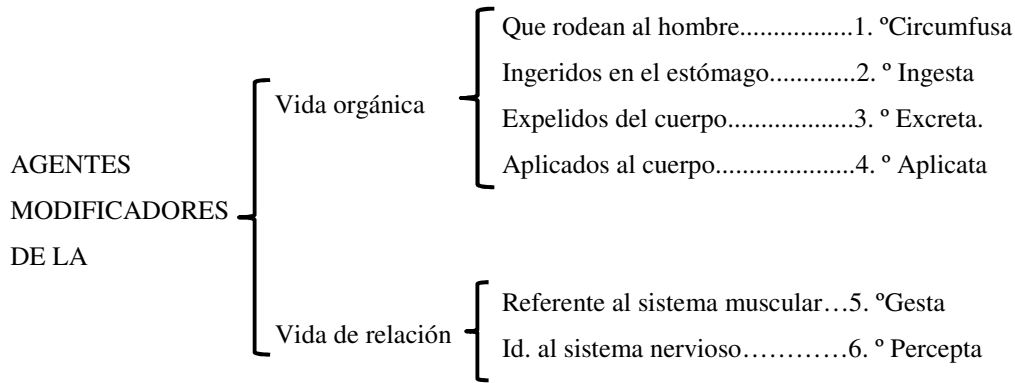 AGENTES
MODIFICADORES
DE LA
Vida orgánica
Que rodean al hombre................1. ºCircumfusa
Ingeridos en el estómago.............2. º Ingesta
Expelidos del cuerpo...................3. º Excreta.
Aplicados al cuerpo.....................4. º Aplicata
Vida de relación
Referente al sistema muscular…5. ºGesta
Id. al sistema nervioso…………6. º Percepta